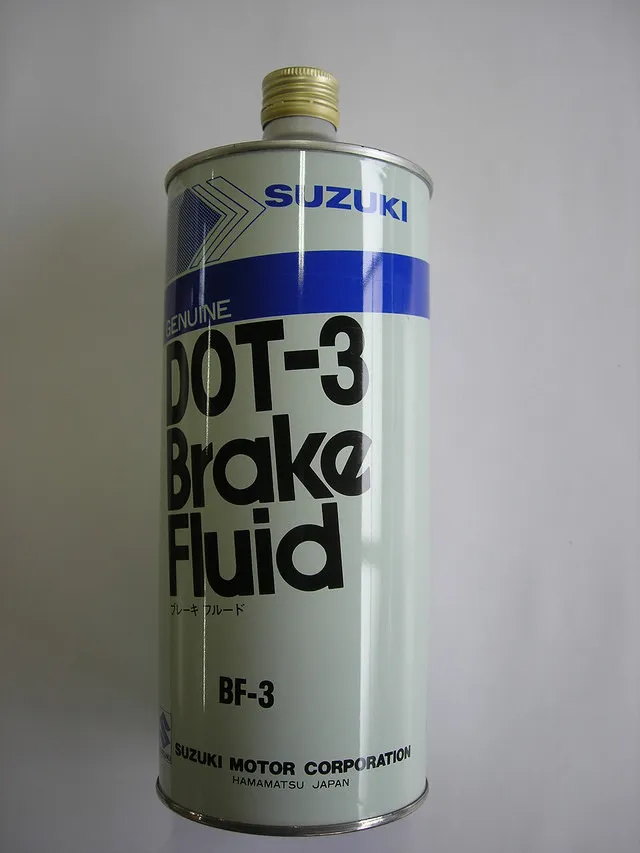 SUZUKI
GENUINE
DOT-3
Brake
Fluid
ブレーキ フルード
BF-3
SUZUKI MOTOR CORPORATION
HAMAMATSU JAPAN